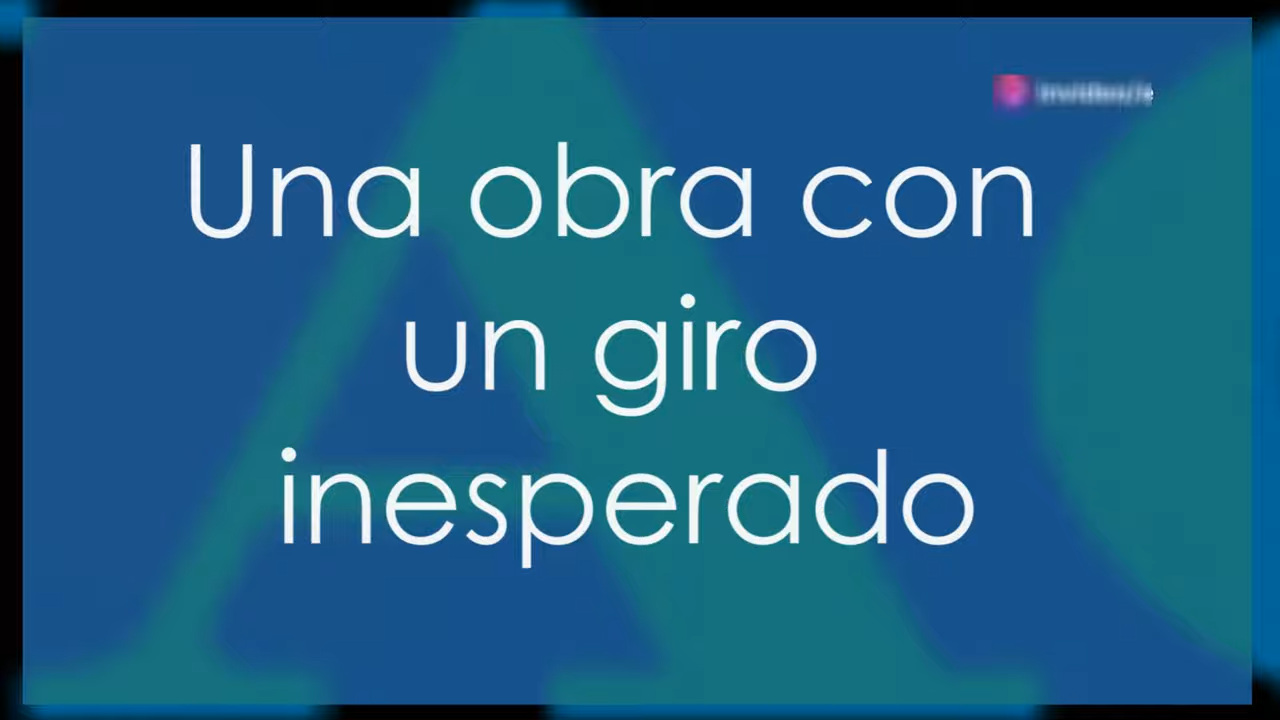 Una obra con
un giro
inesperado